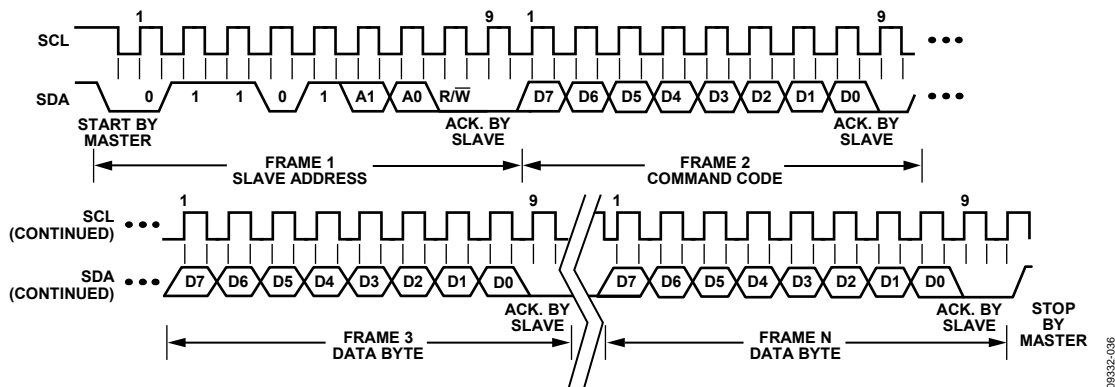 1 9 1 9
SCL
SDA 0 1 1 0 1 A1 A0 R/W̅ D7 D6 D5 D4 D3 D2 D1 D0
START BY MASTER
ACK. BY SLAVE
ACK. BY SLAVE
FRAME 1
SLAVE ADDRESS
FRAME 2
COMMAND CODE
1 9 1 9
SCL
(CONTINUED)
SDA
(CONTINUED)
D7 D6 D5 D4 D3 D2 D1 D0 D7 D6 D5 D4 D3 D2 D1 D0
ACK. BY
SLAVE
ACK. BY
SLAVE
STOP
BY
MASTER
FRAME 3
DATA BYTE
FRAME N
DATA BYTE
09332-036